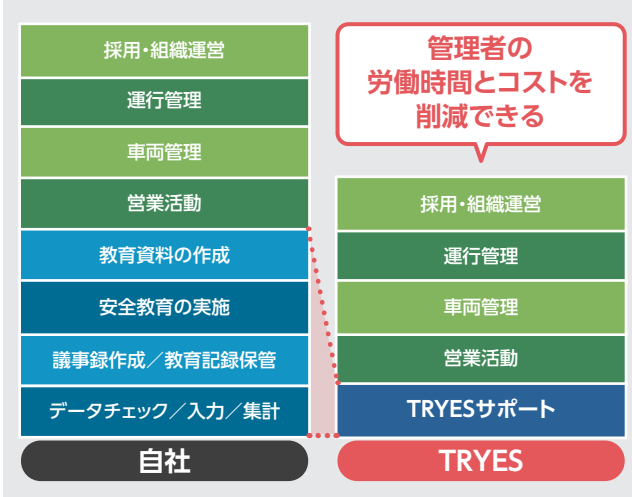 採用・組織運営
運行管理
車両管理
営業活動
教育資料の作成
安全教育の実施
議事録作成／教育記録保管
データチェック／入力／集計
自社
管理者の
労働時間とコストを
削減できる
採用・組織運営
運行管理
車両管理
営業活動
TRYESサポート
TRYES